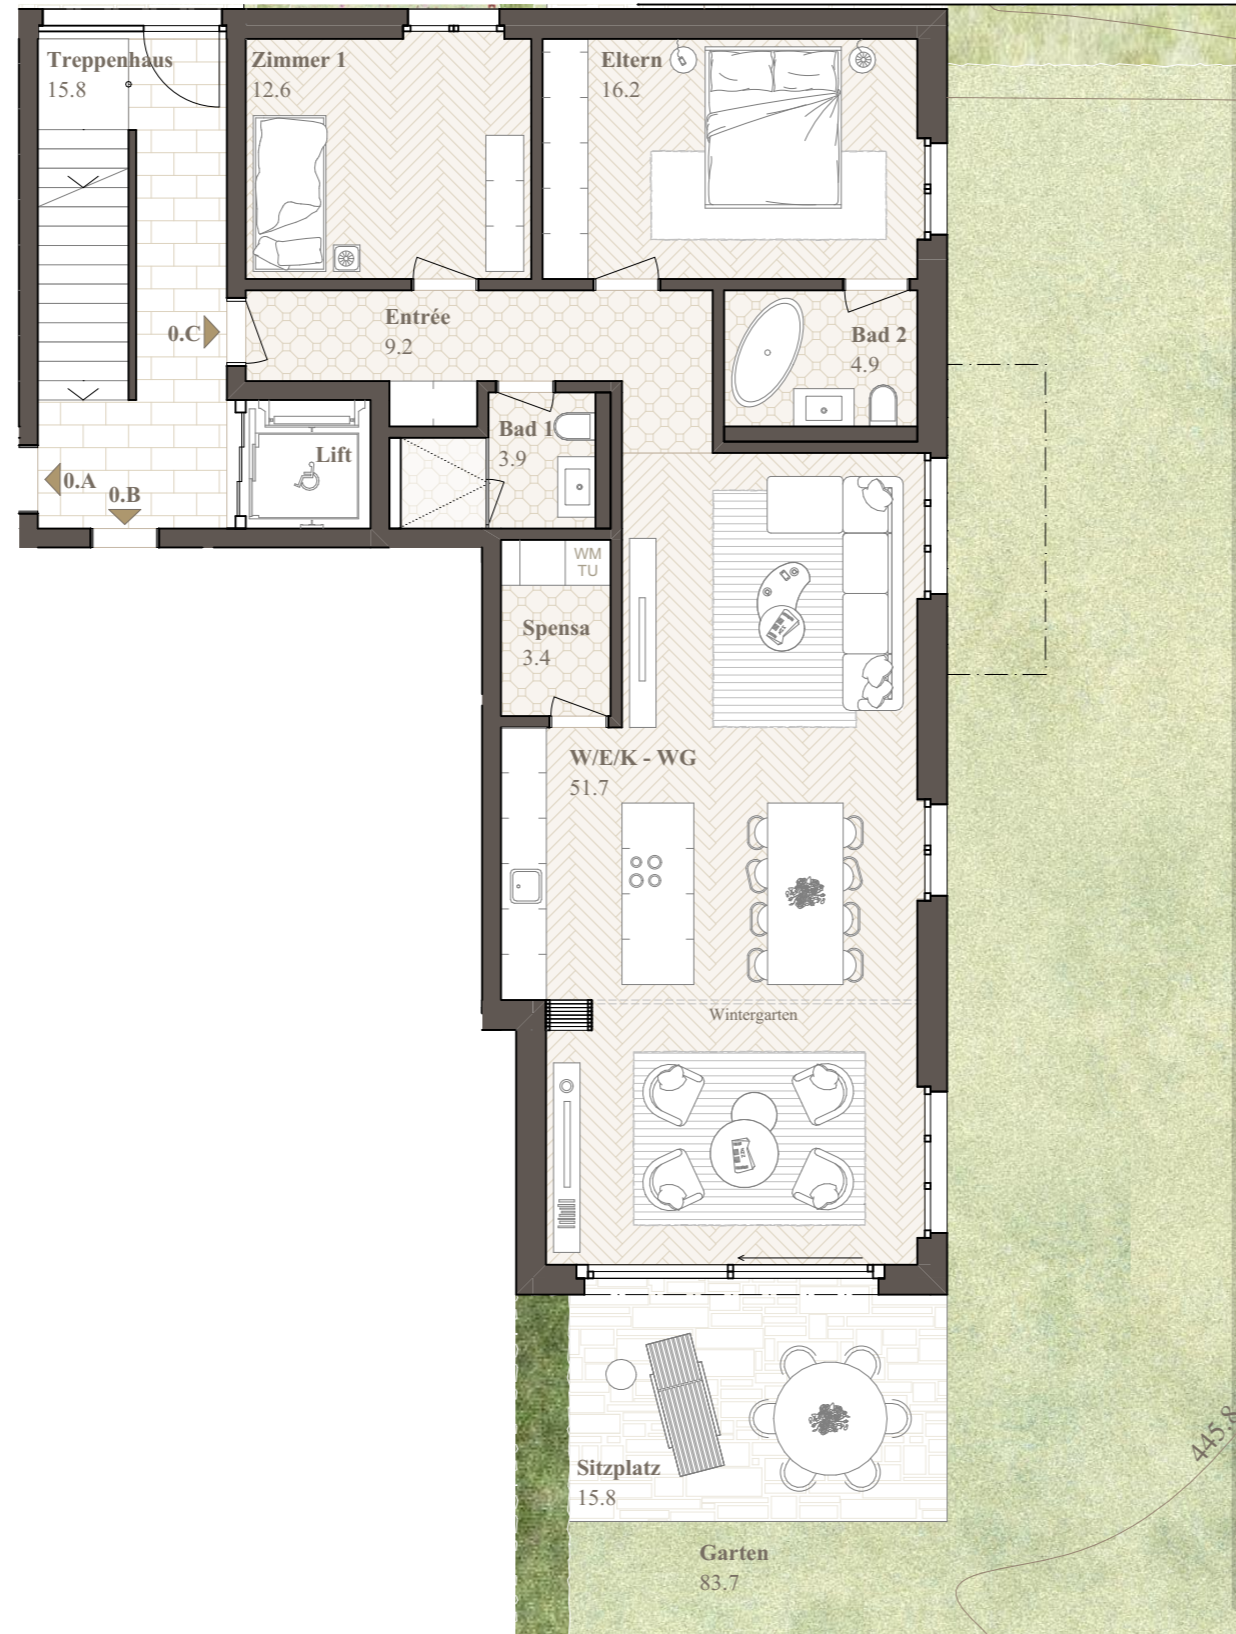 Treppenhaus
15.8
Zimmer 1
12.6
Eltern
16.2
0.C
Entrée
9.2
Bad 2
4.9
Bad 1
3.9
Lift
0.A
0.B
WM
TU
Spensa
3.4
W/E/K - WG
51.7
Wintergarten
445.8
Sitzplatz
15.8
Garten
83.7